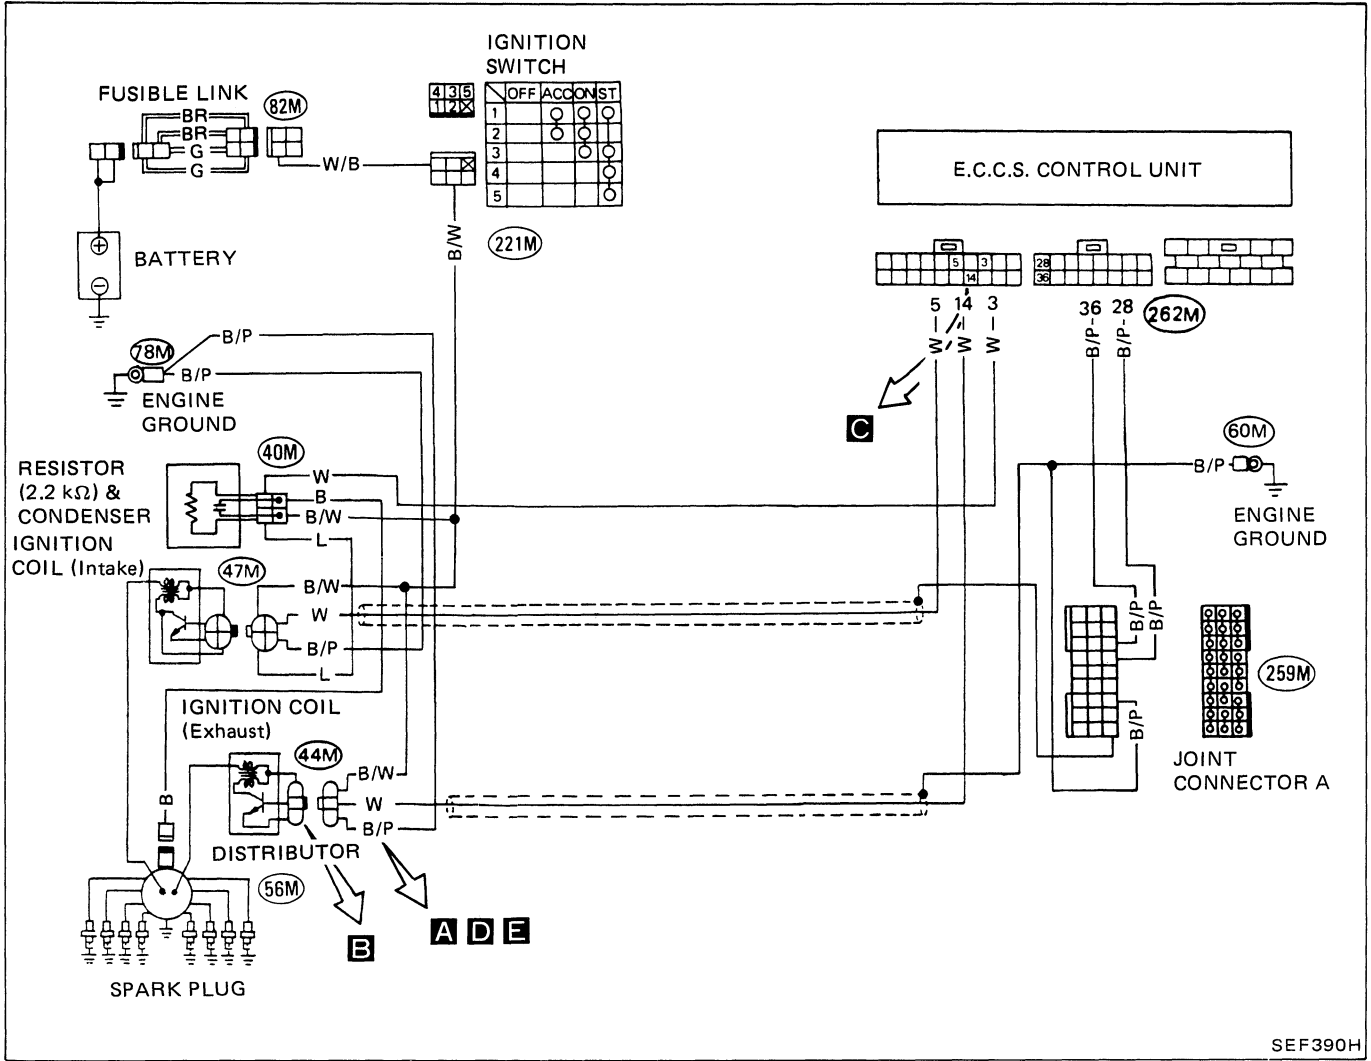 IGNITION
SWITCH
4 3 5
1 2
OFF ACC ON ST
1
2
3
4
5
FUSIBLE LINK
82M
BR
BR
G
G
W/B
B/W
221M
BATTERY
E.C.C.S. CONTROL UNIT
5 3
14
28
36
5 14 3
36 28
262M
W
W
W
B/P
B/P
C
78M
B/P
B/P
ENGINE
GROUND
60M
B/P
ENGINE
GROUND
RESISTOR
(2.2 kΩ) &
CONDENSER
40M
W
B
B/W
L
IGNITION
COIL (Intake)
47M
B/W
W
B/P
L
B/P
B/P
B/P
259M
JOINT
CONNECTOR A
IGNITION COIL
(Exhaust)
44M
B/W
W
B/P
B
DISTRIBUTOR
56M
B
A D E
SPARK PLUG
SEF390H